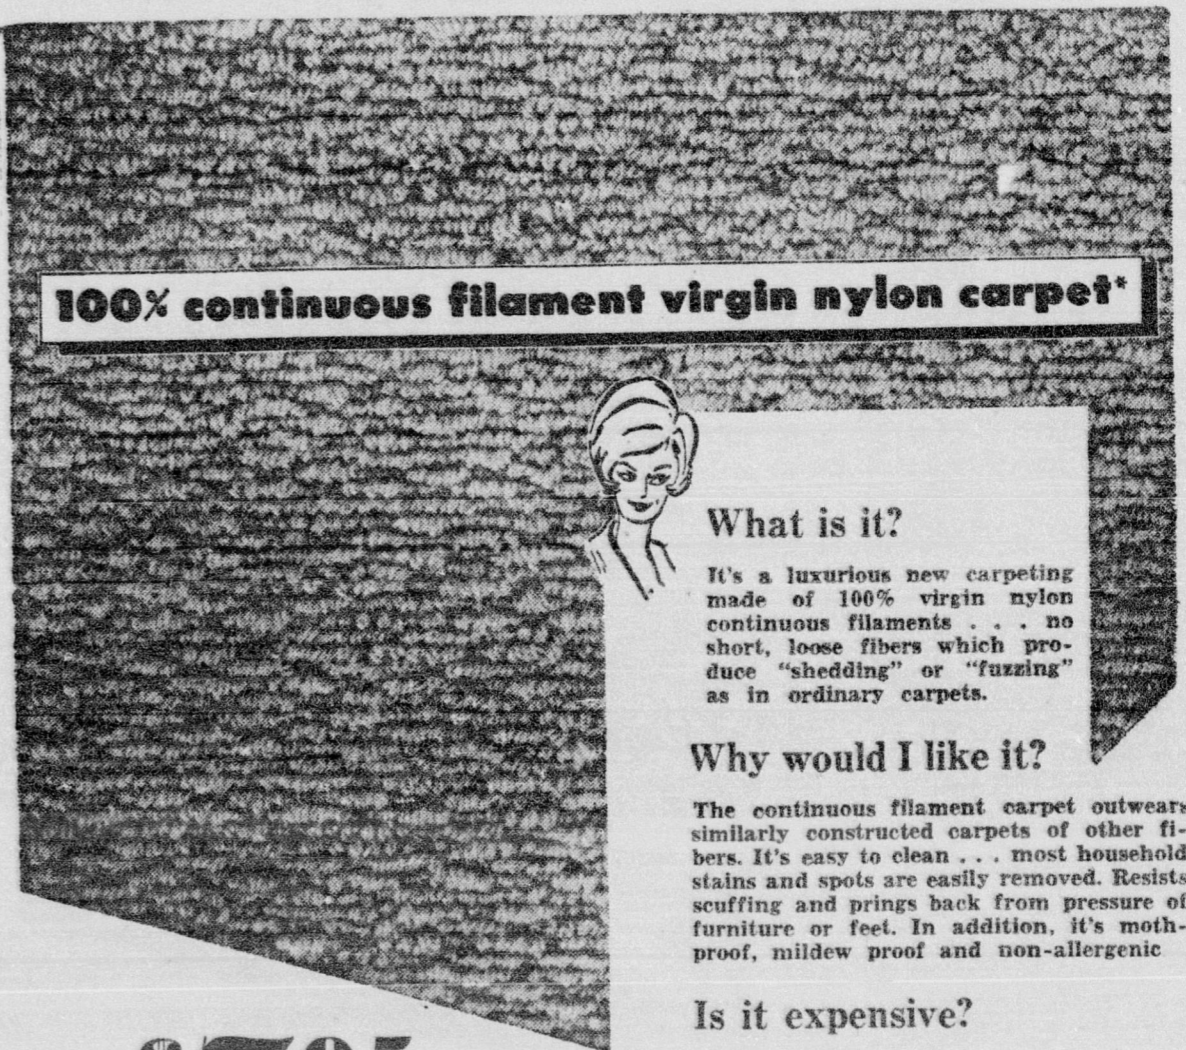 100% continuous filament virgin nylon carpet*
What is it?
It's a luxurious new carpeting
made of 100% virgin nylon
continuous filaments . . . no
short, loose fibers which pro-
duce "shedding" or "fuzzing"
as in ordinary carpets.
Why would I like it?
The continuous filament carpet outwears
similarly constructed carpets of other fi-
bers. It's easy to clean . . . most household
stains and spots are easily removed. Resists
scuffing and prings back from pressure of
furniture or feet. In addition, it's moth-
proof, mildew proof and non-allergenic
Is it expensive?